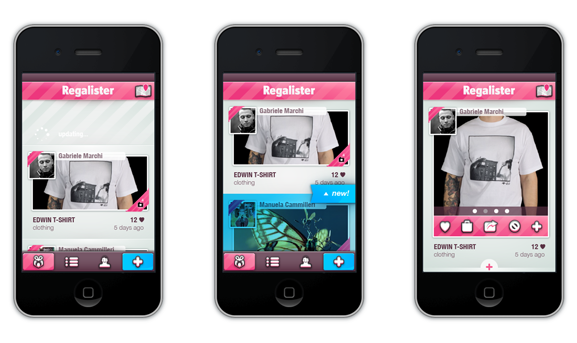 Regalister
updating...
Gabriele Marchi
EDWIN T-SHIRT 12
clothing 5 days ago
Manuela Cammilleri
Regalister
Gabriele Marchi
EDWIN T-SHIRT 12
clothing 5 days ago
new!
Manuela Cammilleri
Regalister
Gabriele Marchi
EDWIN T-SHIRT 12
clothing 5 days ago